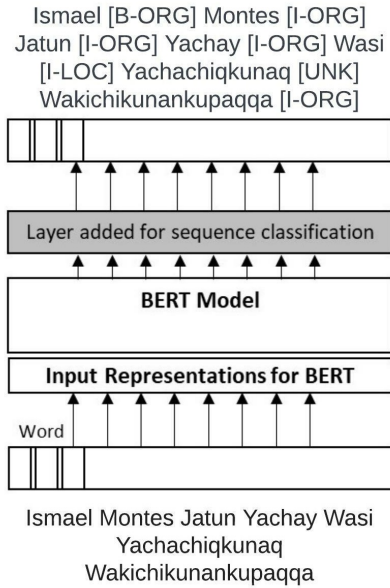 Ismael [B-ORG] Montes [I-ORG]
Jatun [I-ORG] Yachay [I-ORG] Wasi
[I-LOC] Yachachiqkunaq [UNK]
Wakichikunankupaqqa [I-ORG]
Layer added for sequence classification
BERT Model
Input Representations for BERT
Word
Ismael Montes Jatun Yachay Wasi
Yachachiqkunaq
Wakichikunankupaqqa